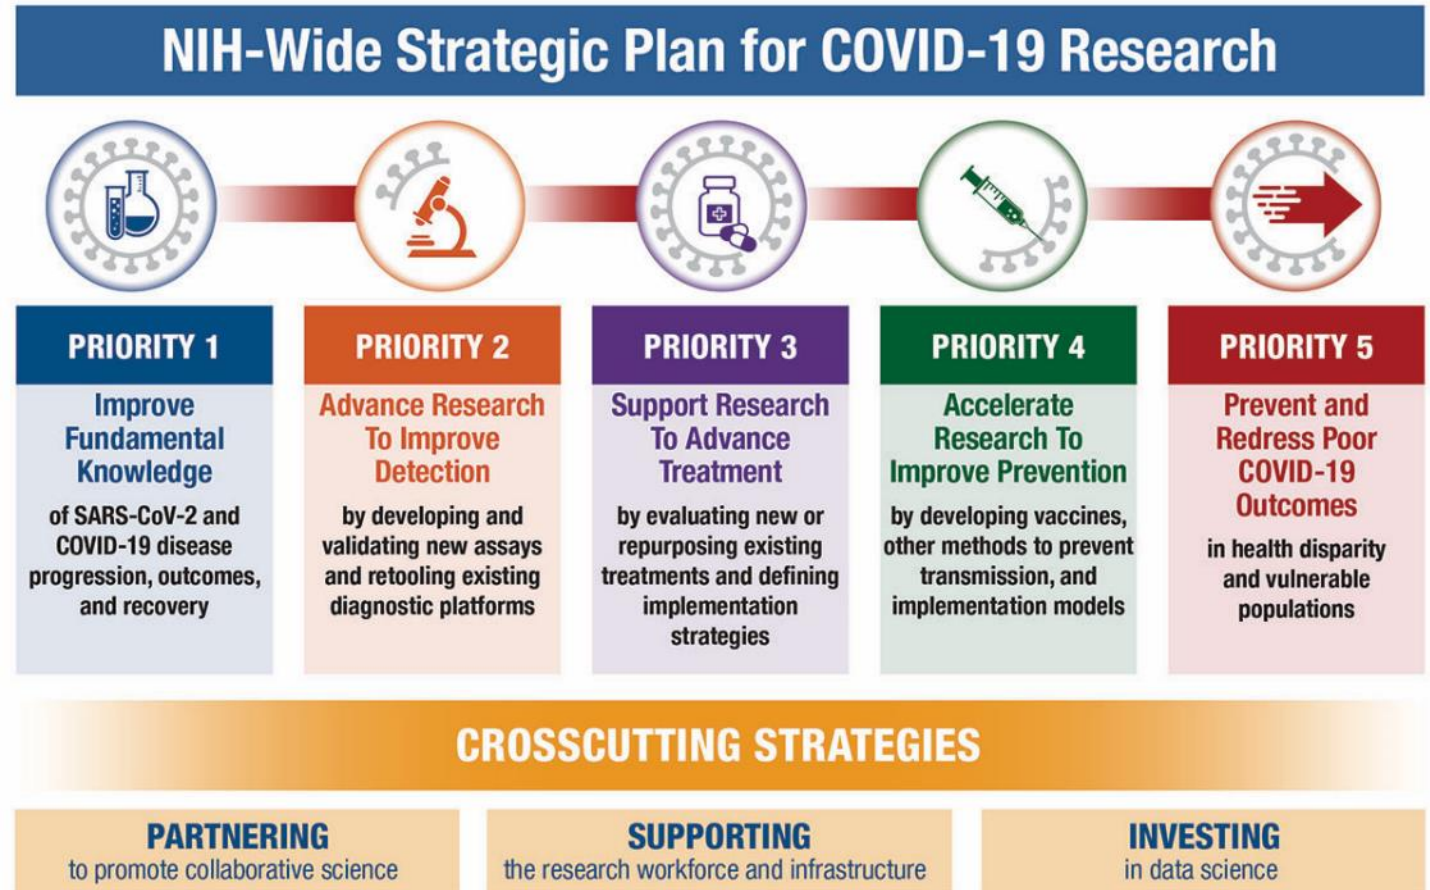 NIH-Wide Strategic Plan for COVID-19 Research
PRIORITY 1
Improve
Fundamental
Knowledge
of SARS-CoV-2 and
COVID-19 disease
progression, outcomes,
and recovery
PRIORITY 2
Advance Research
To Improve
Detection
by developing and
validating new assays
and retooling existing
diagnostic platforms
PRIORITY 3
Support Research
To Advance
Treatment
by evaluating new or
repurposing existing
treatments and defining
implementation
strategies
PRIORITY 4
Accelerate
Research To
Improve Prevention
by developing vaccines,
other methods to prevent
transmission, and
implementation models
PRIORITY 5
Prevent and
Redress Poor
COVID-19
Outcomes
in health disparity
and vulnerable
populations
CROSSCUTTING STRATEGIES
PARTNERING
to promote collaborative science
SUPPORTING
the research workforce and infrastructure
INVESTING
in data science